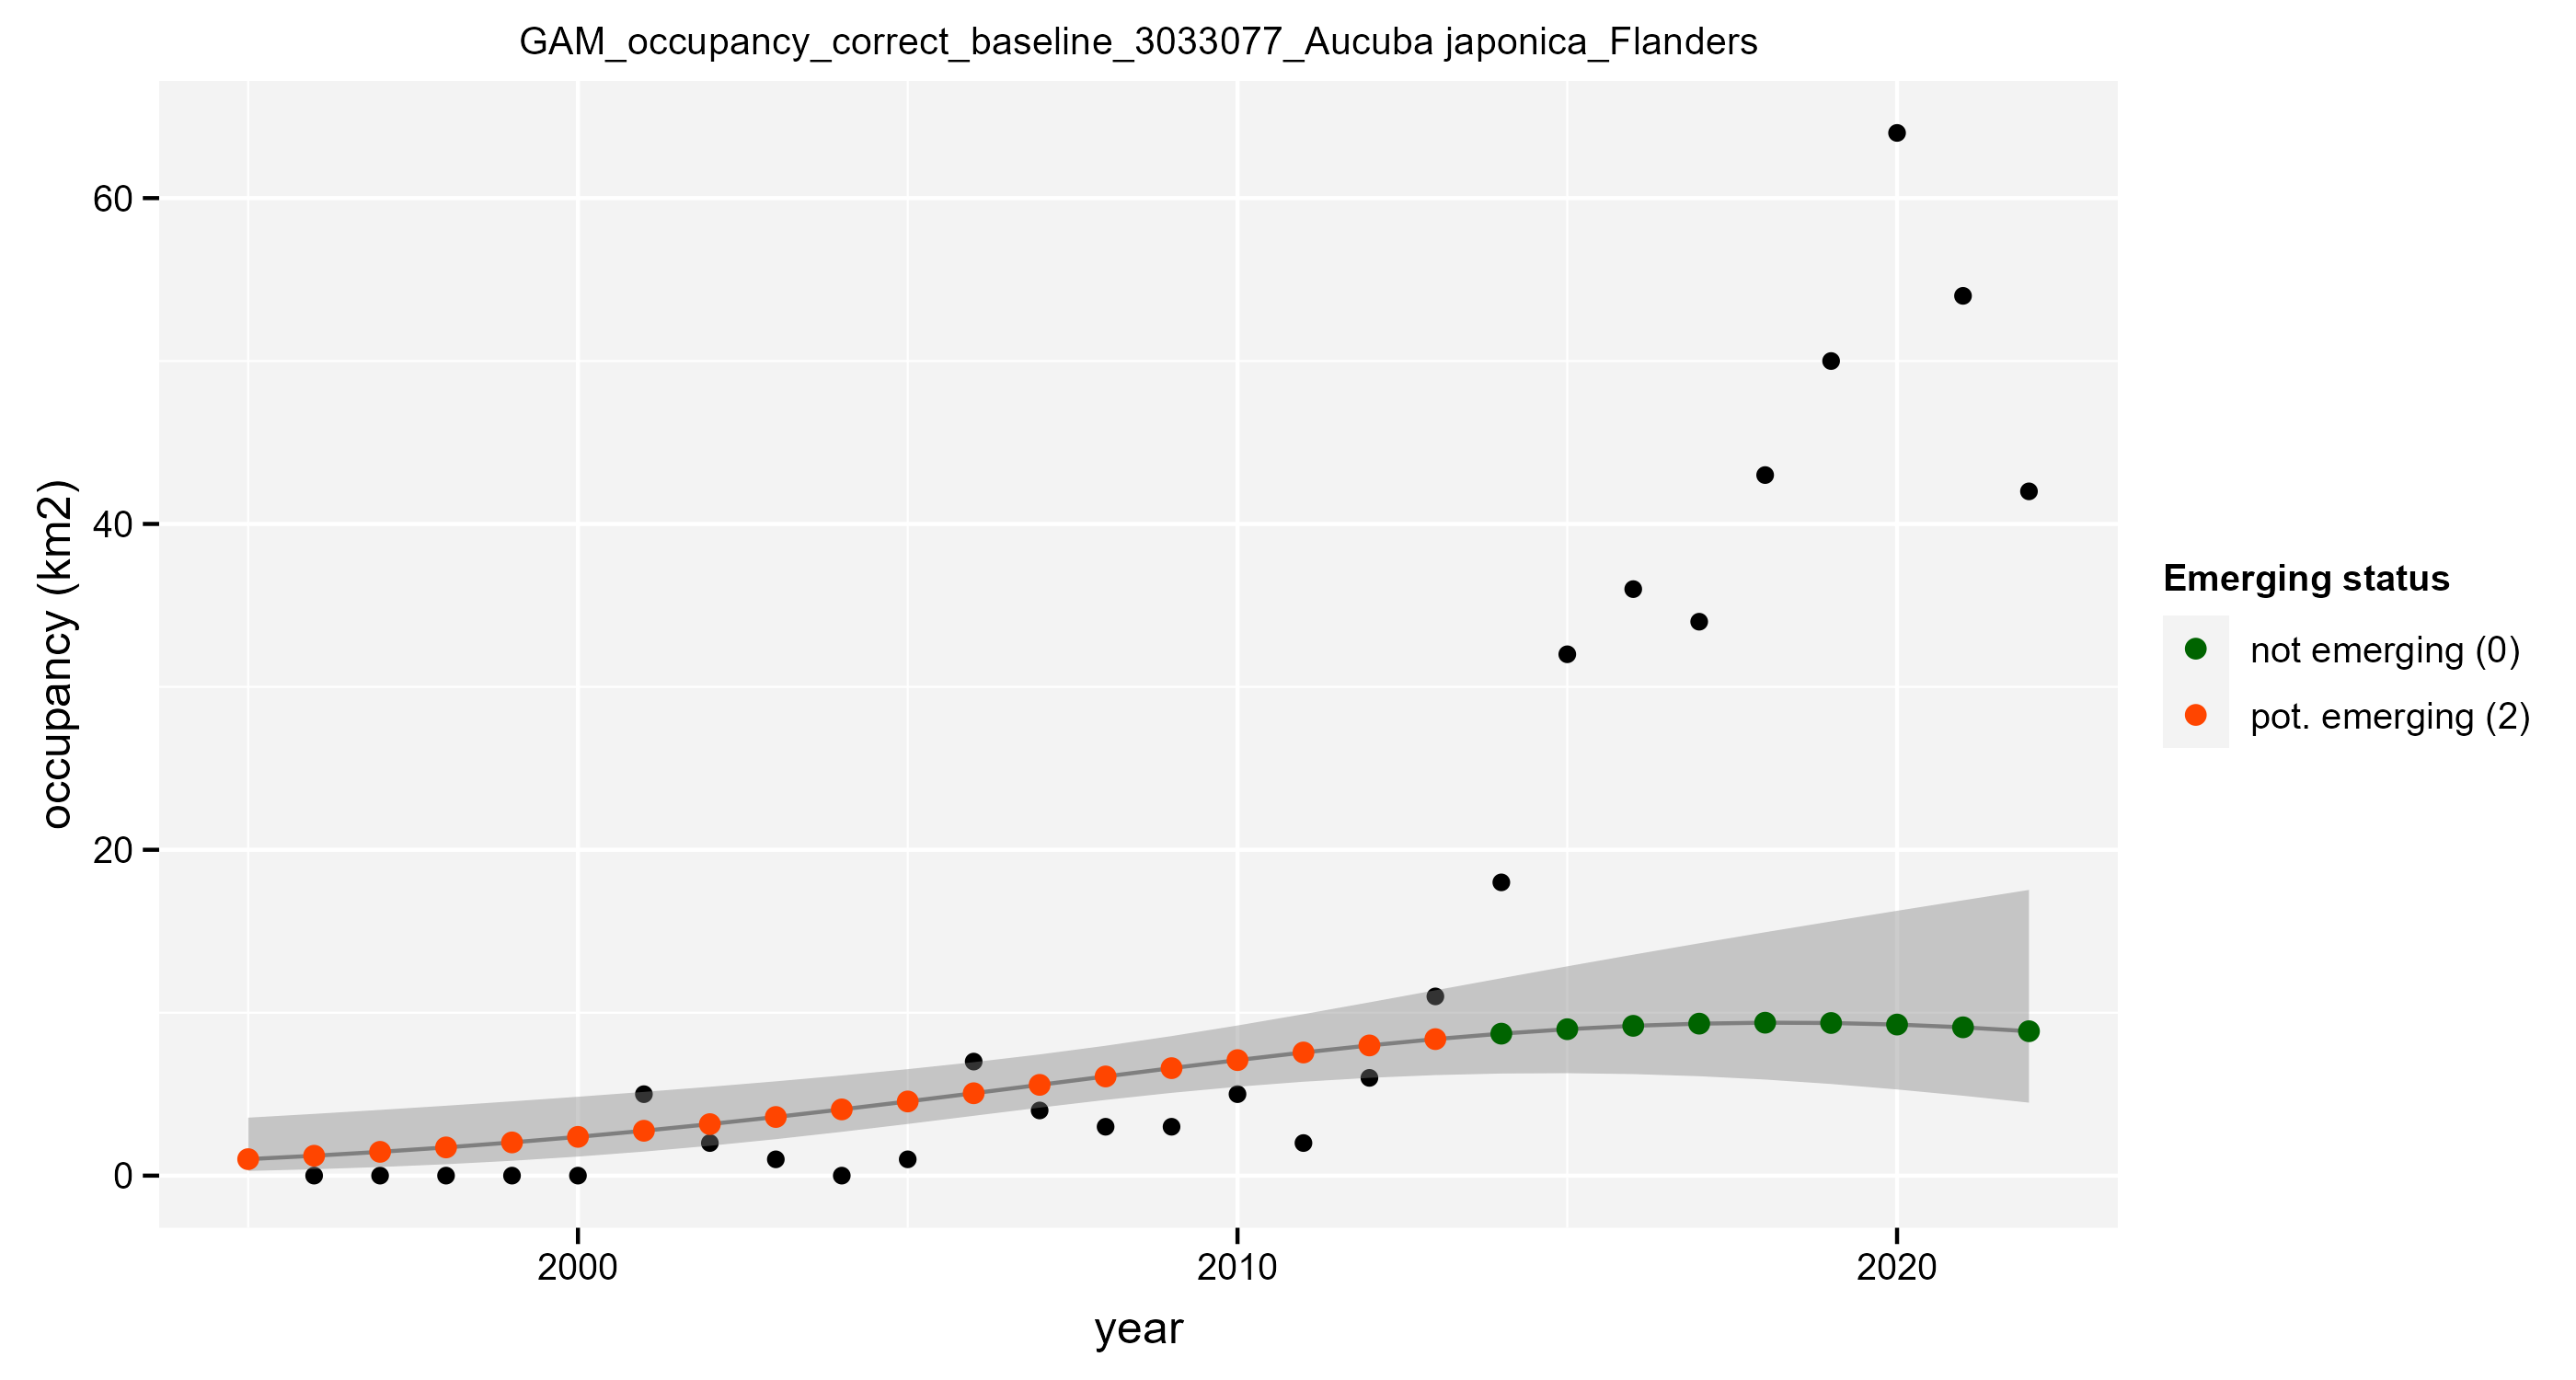 GAM_occupancy_correct_baseline_3033077_Aucuba japonica_Flanders
occupancy (km2)
60
40
20
0
2000
2010
2020
year
Emerging status
not emerging (0)
pot. emerging (2)